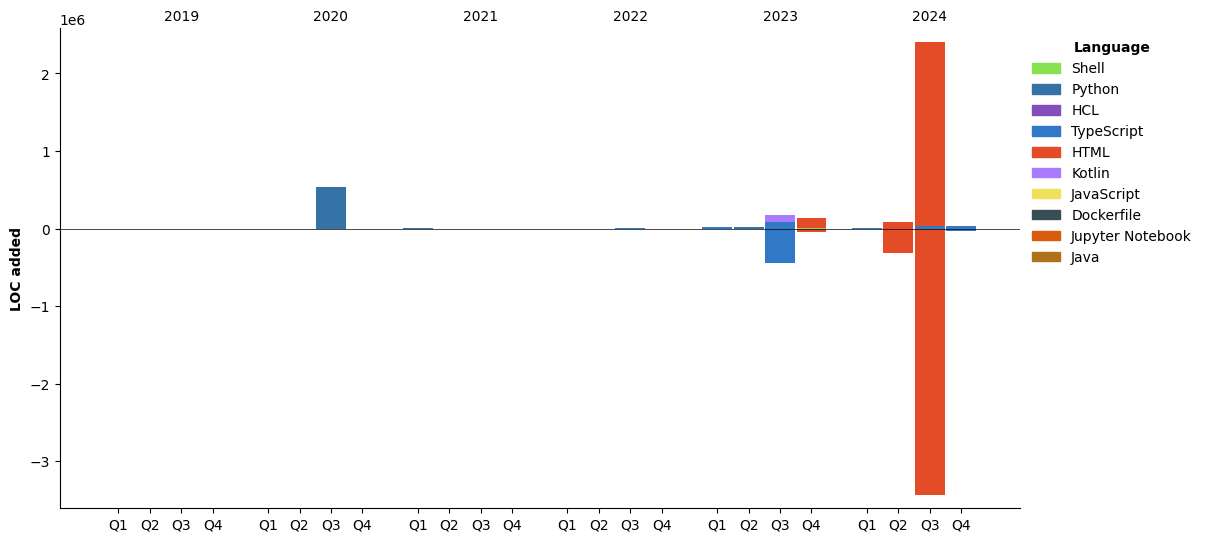 1e6
2019 2020 2021 2022 2023 2024
Language
Shell
Python
HCL
TypeScript
HTML
Kotlin
JavaScript
Dockerfile
Jupyter Notebook
Java
LOC added
2
1
0
−1
−2
−3
Q1 Q2 Q3 Q4 Q1 Q2 Q3 Q4 Q1 Q2 Q3 Q4 Q1 Q2 Q3 Q4 Q1 Q2 Q3 Q4 Q1 Q2 Q3 Q4